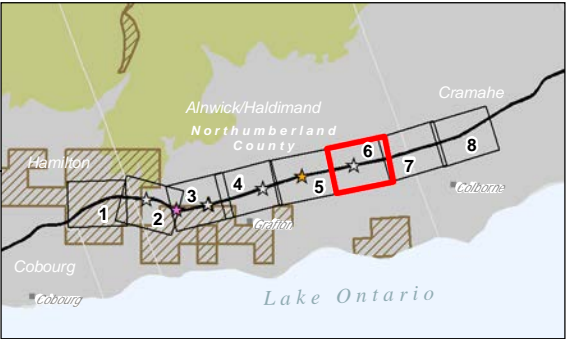 Cramahe
Alnwick/Haldimand
Northumberland
County
Hamilton
1
2
3
4
5
6
7
8
Colborne
Grafton
Cobourg
Cobourg
Lake Ontario